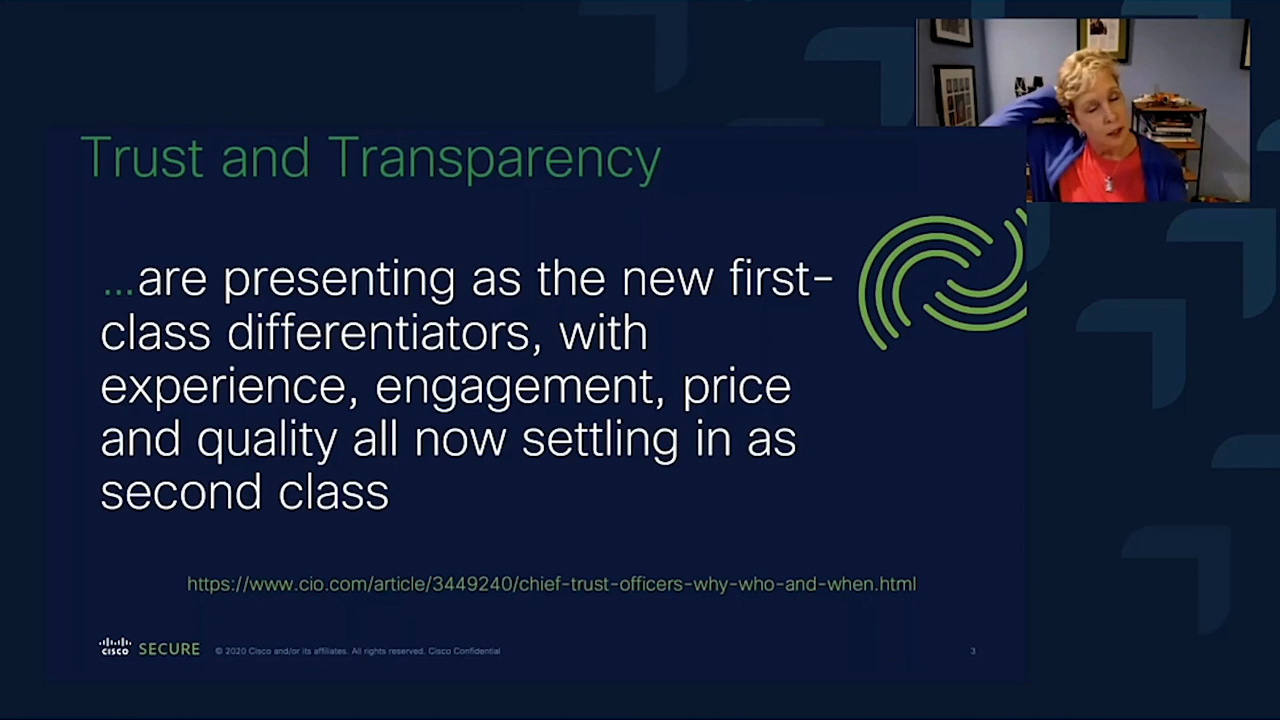 Trust and Transparency
...are presenting as the new first-
class differentiators, with
experience, engagement, price
and quality all now settling in as
second class
https://www.cio.com/article/3449240/chief-trust-officers-why-who-and-when.html
CISCO SECURE © 2020 Cisco and/or its affiliates. All rights reserved. Cisco Confidential 3